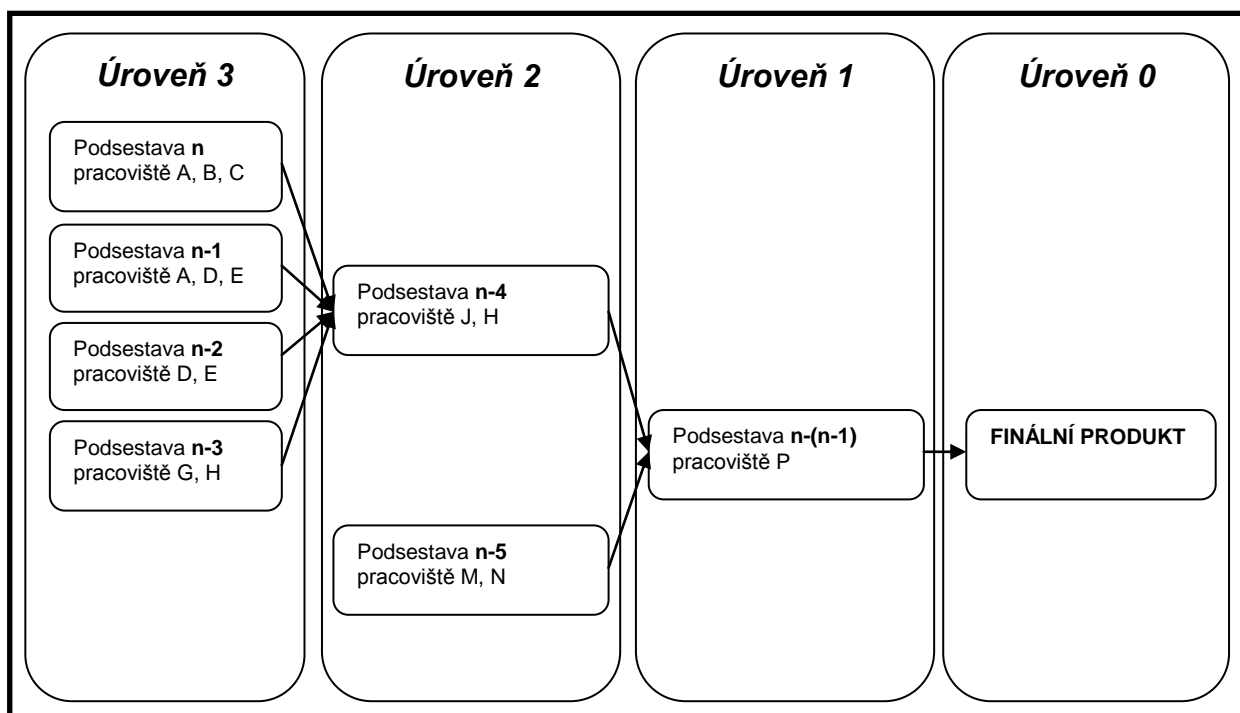 Úroveň 3
Podsestava n
pracoviště A, B, C
Podsestava n-1
pracoviště A, D, E
Podsestava n-2
pracoviště D, E
Podsestava n-3
pracoviště G, H
Úroveň 2
Podsestava n-4
pracoviště J, H
Podsestava n-5
pracoviště M, N
Úroveň 1
Podsestava n-(n-1)
pracoviště P
Úroveň 0
FINÁLNÍ PRODUKT